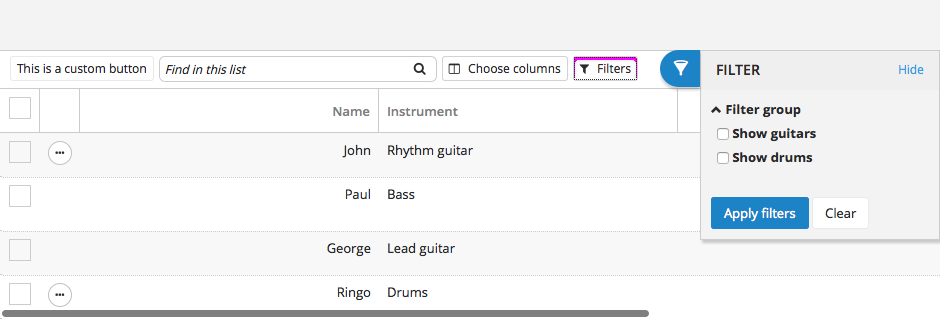 This is a custom button Find in this list Choose columns Filters
FILTER Hide
Name Instrument
Filter group
Show guitars
Show drums
John Rhythm guitar
Paul Bass
Apply filters Clear
George Lead guitar
Ringo Drums